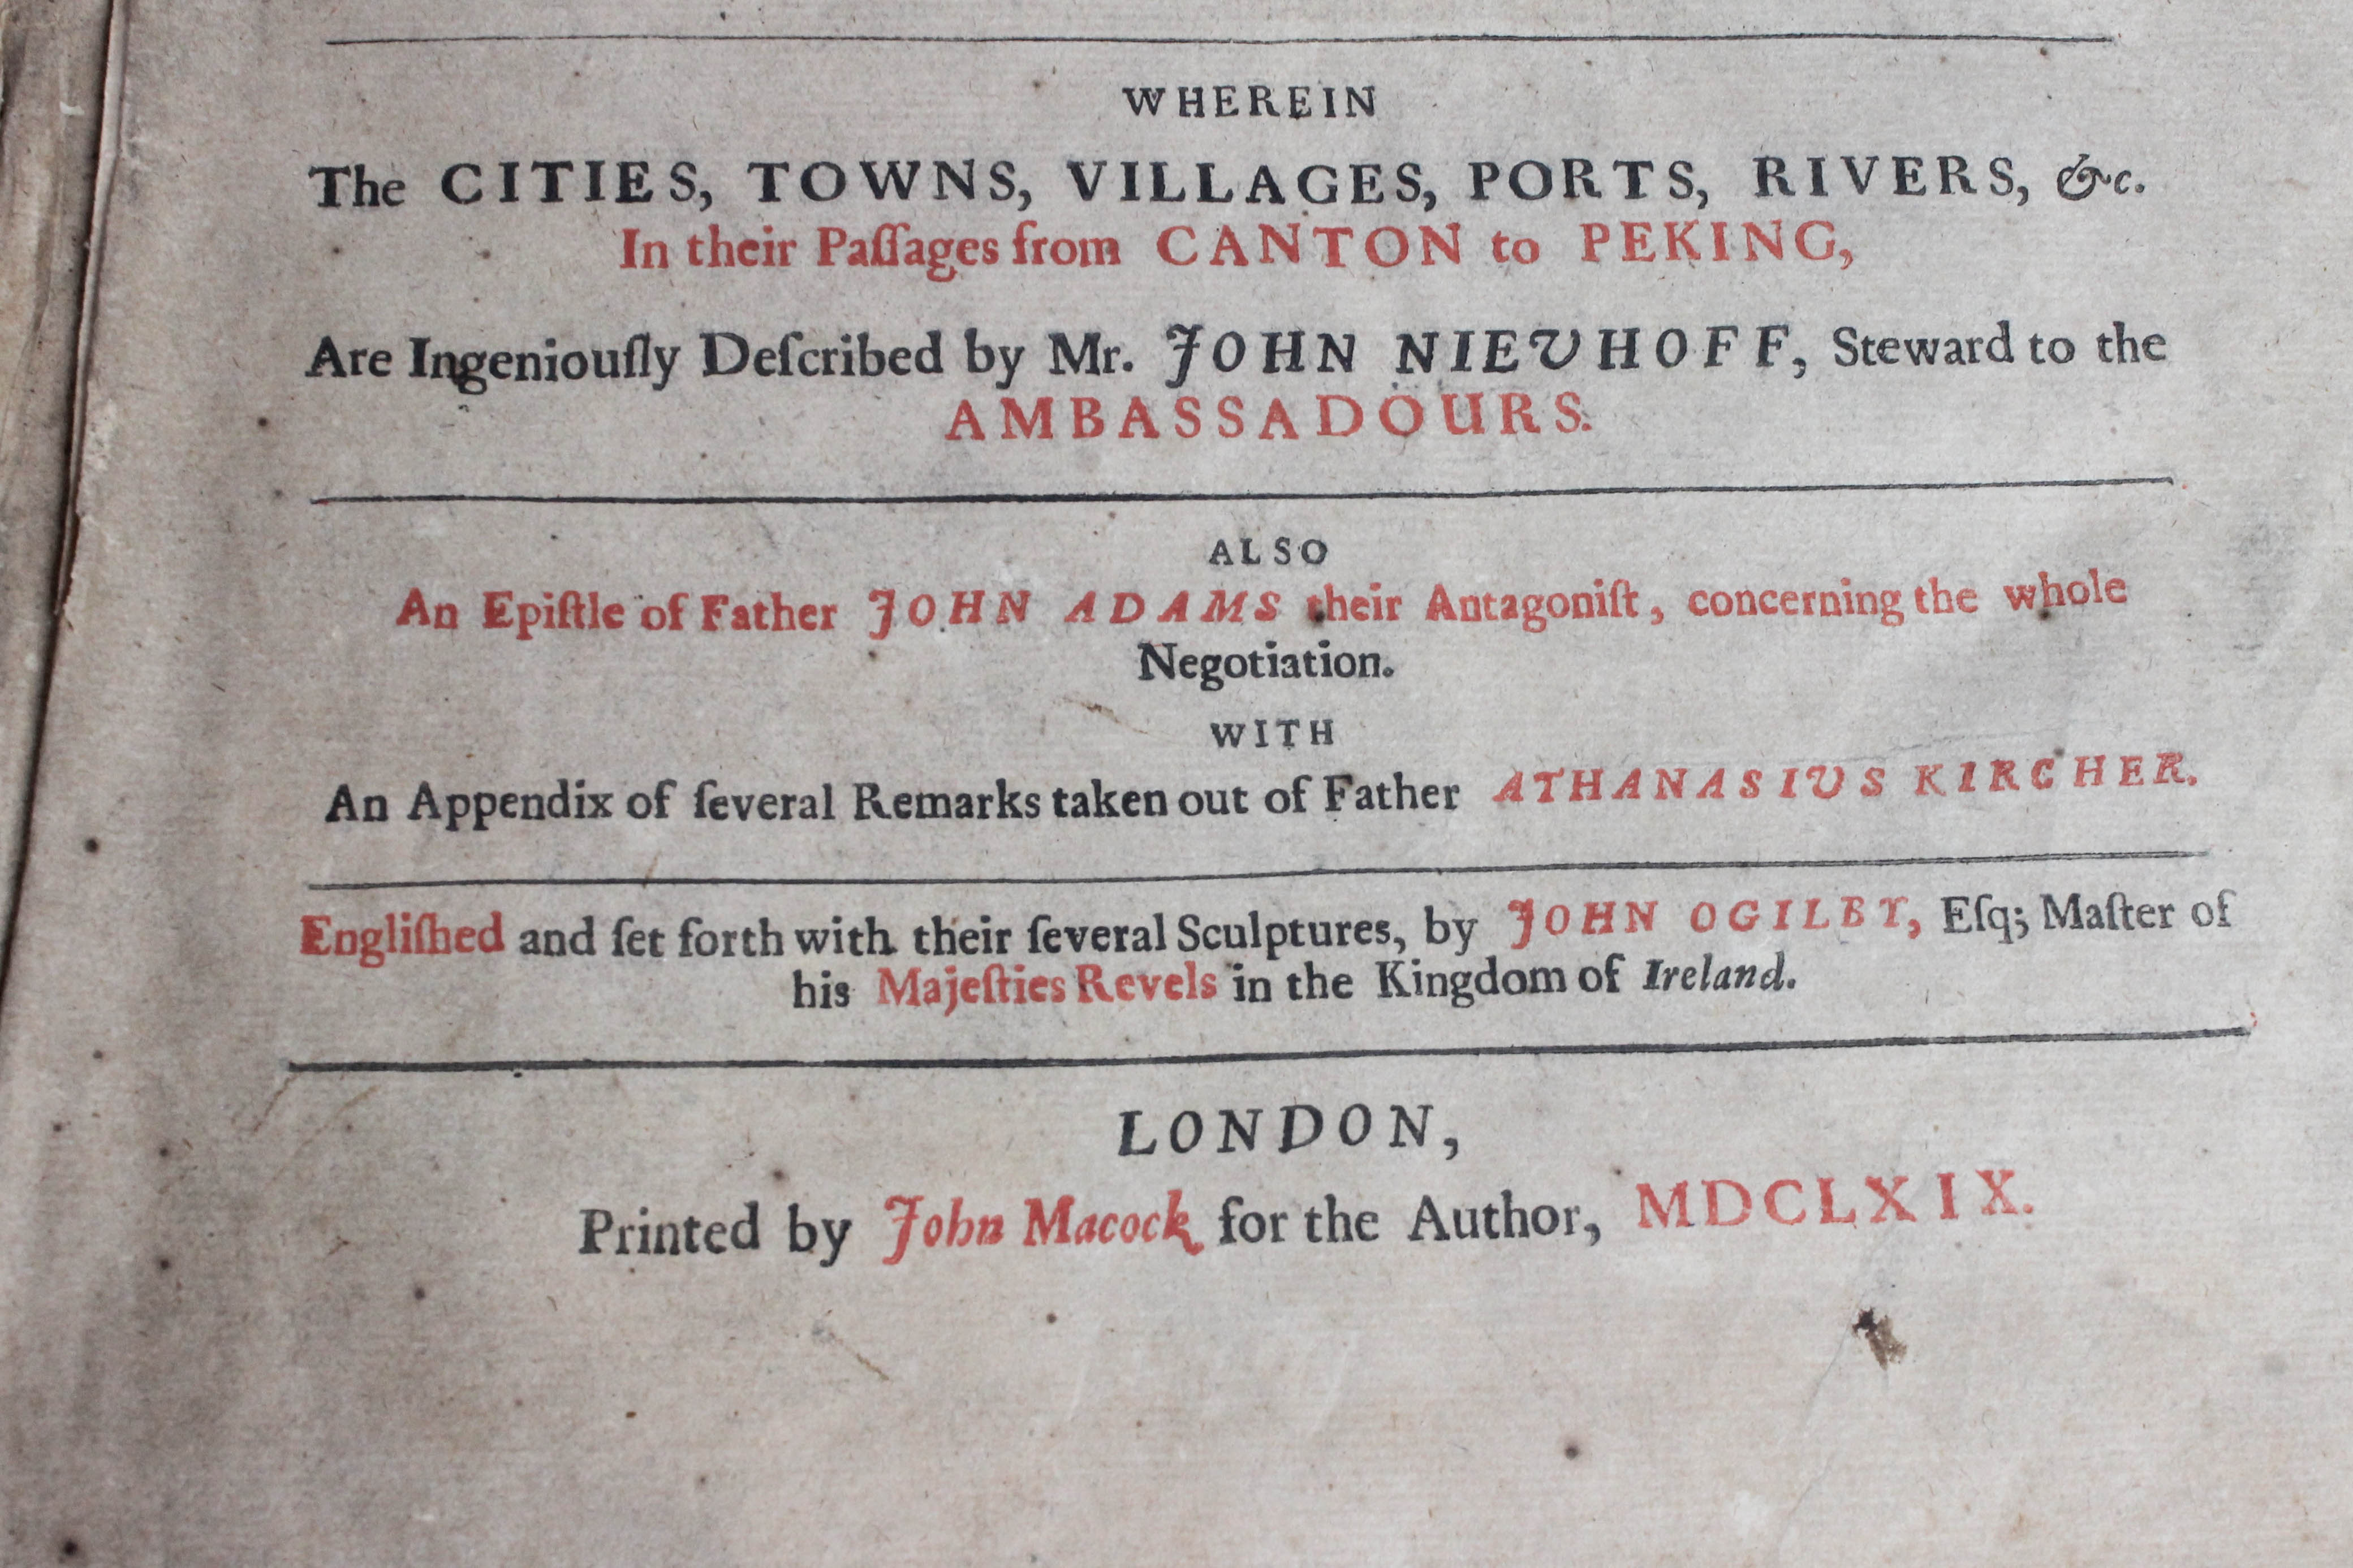 WHEREIN
The CITIES, TOWNS, VILLAGES, PORTS, RIVERS, &c.
In their Paſſages from CANTON to PEKING,
Are Ingeniouſly Deſcribed by Mr. JOHN NIEVHOFF, Steward to the
AMBASSADOURS.
ALSO
An Epiſtle of Father JOHN ADAMS their Antagoniſt, concerning the whole
Negotiation.
WITH
An Appendix of ſeveral Remarks taken out of Father ATHANASIVS KIRCHER.
Engliſhed and ſet forth with their ſeveral Sculptures, by JOHN OGILBY, Eſq; Maſter of
his Majeſties Revels in the Kingdom of Ireland.
LONDON,
Printed by John Macock for the Author, MDCLXIX.